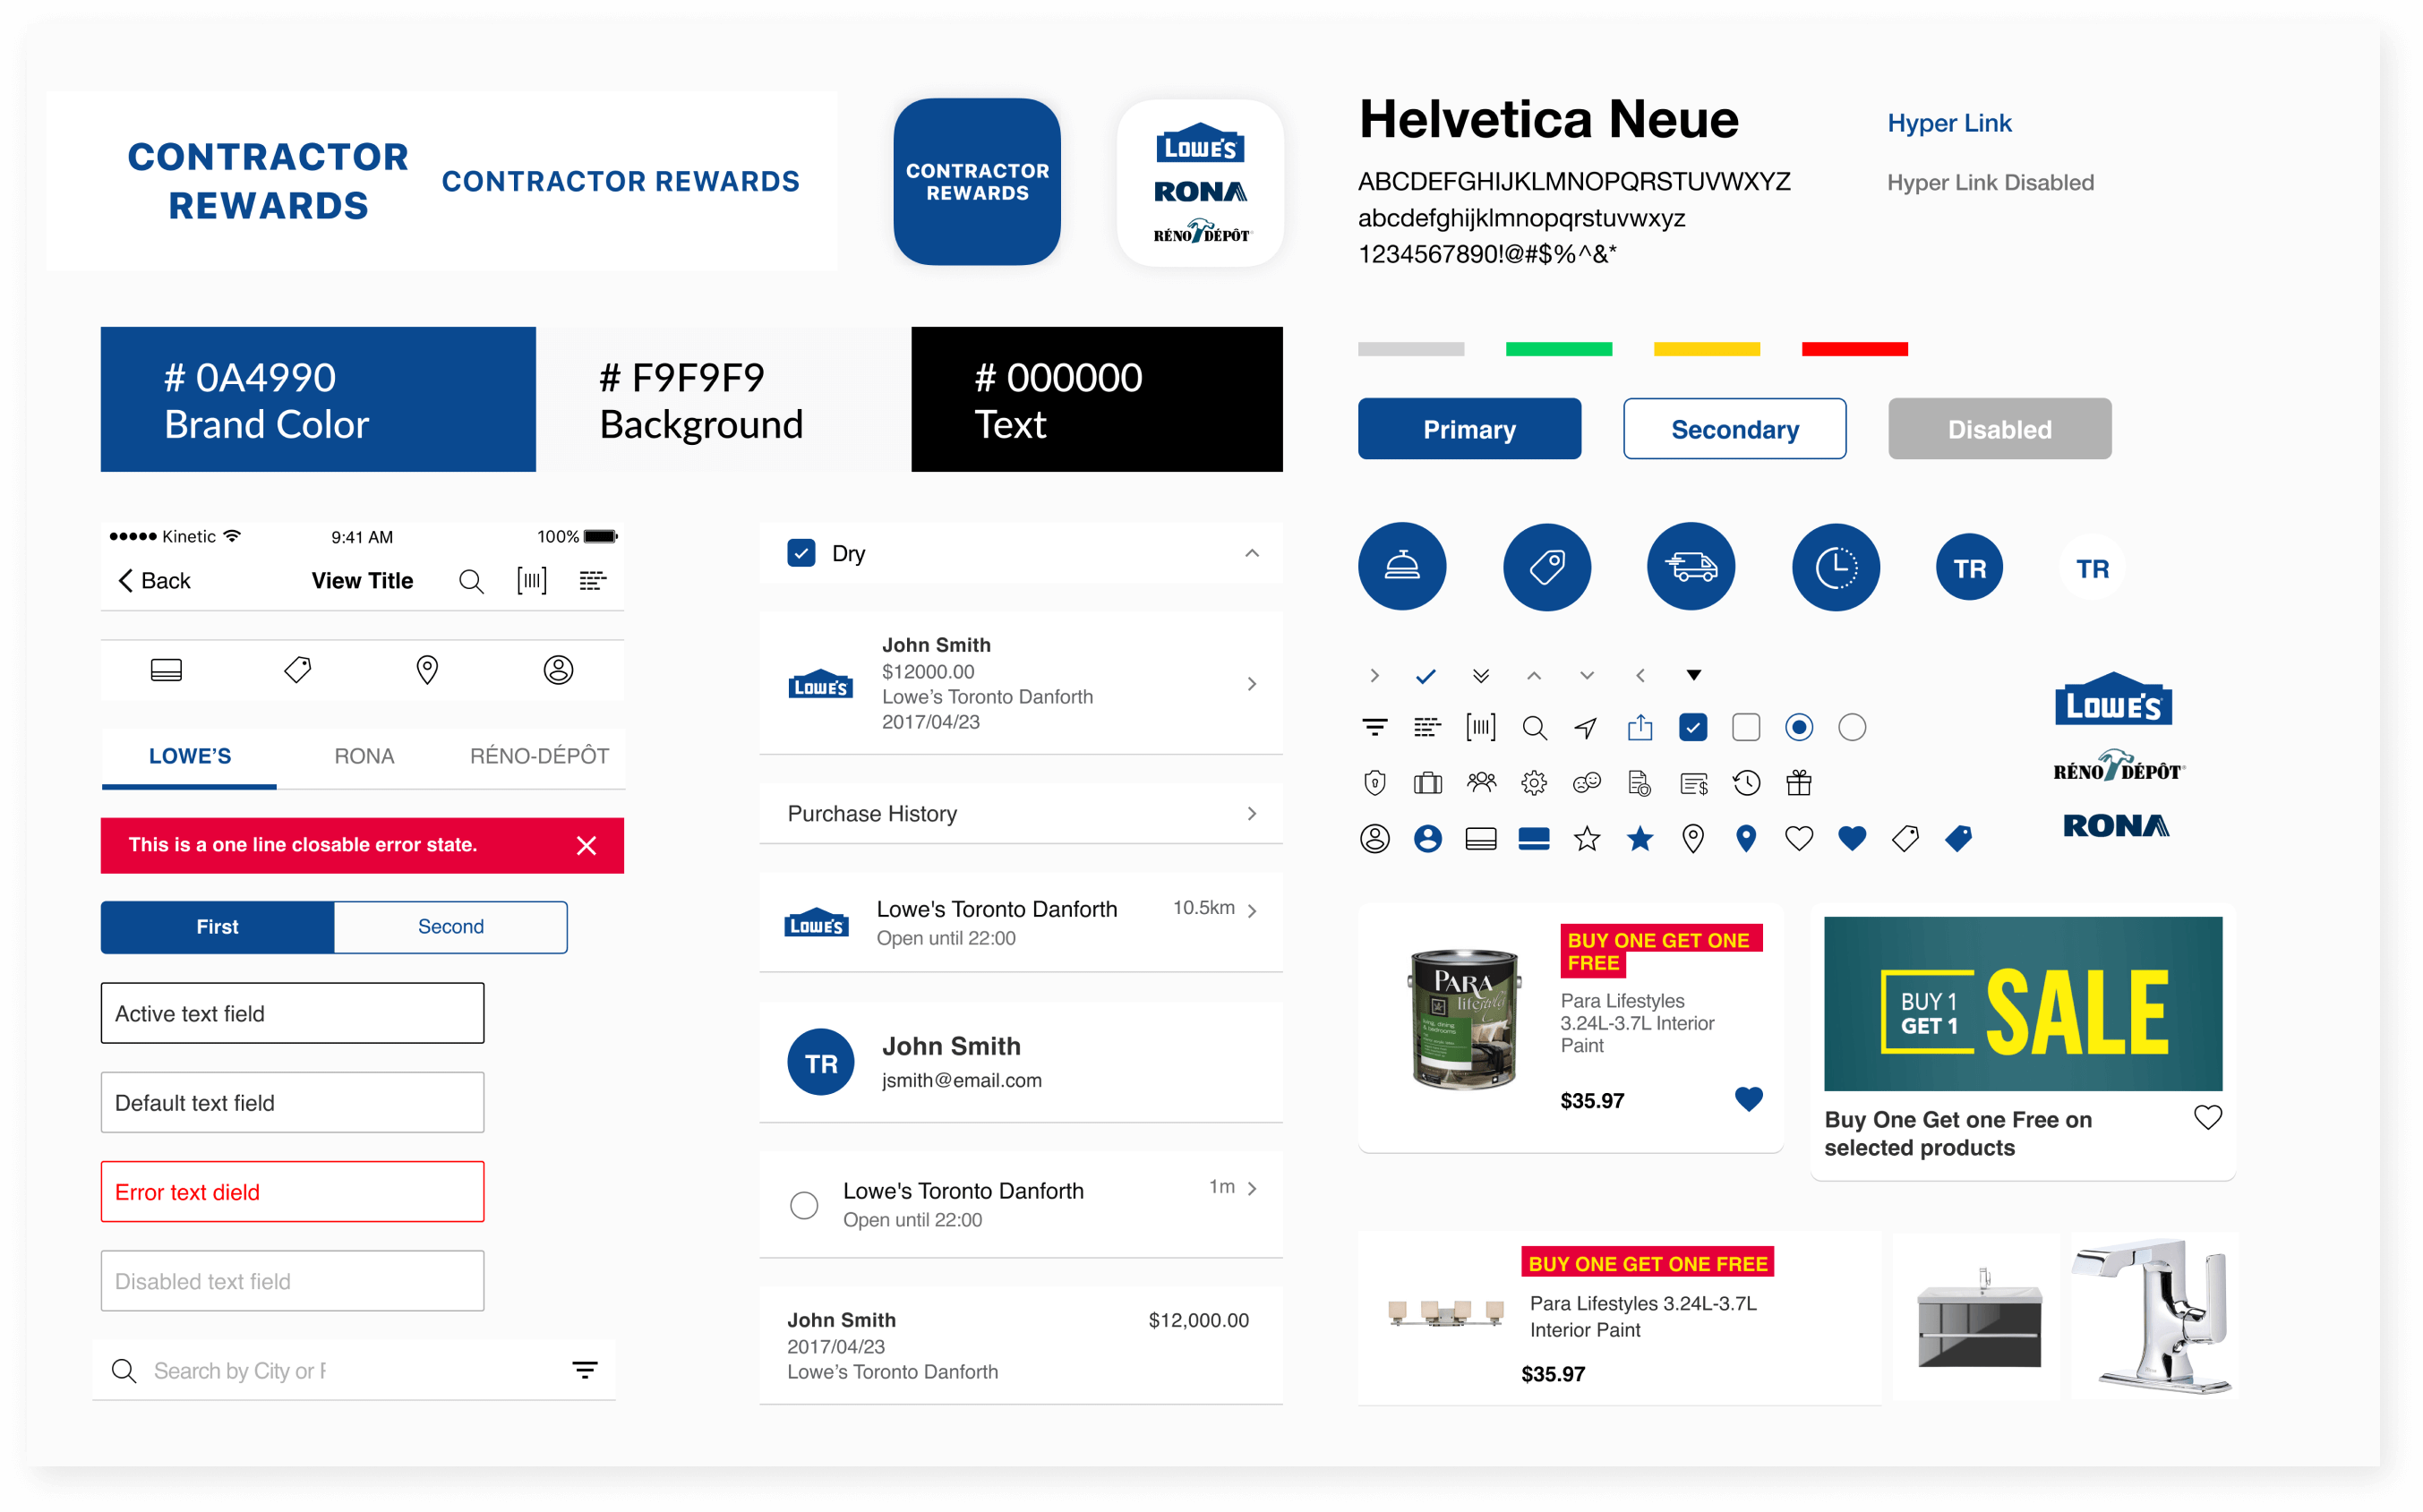 CONTRACTOR
REWARDS
CONTRACTOR REWARDS
CONTRACTOR
REWARDS
LOWE'S
RONA
RÉNO DÉPÔT
Helvetica Neue
ABCDEFGHIJKLMNOPQRSTUVWXYZ
abcdefghijklmnopqrstuvwxyz
1234567890!@#$%^&*
Hyper Link
Hyper Link Disabled
# 0A4990
Brand Color
# F9F9F9
Background
# 000000
Text
Primary
Secondary
Disabled
Kinetic
9:41 AM
100%
Back
View Title
LOWE'S
RONA
RÉNO-DÉPÔT
This is a one line closable error state.
First
Second
Active text field
Default text field
Error text dield
Disabled text field
Search by City or F
Dry
LOWE'S
John Smith
$12000.00
Lowe's Toronto Danforth
2017/04/23
Purchase History
LOWE'S
Lowe's Toronto Danforth
10.5km
Open until 22:00
TR
John Smith
jsmith@email.com
Lowe's Toronto Danforth
1m
Open until 22:00
John Smith
$12,000.00
2017/04/23
Lowe's Toronto Danforth
TR
TR
LOWE'S
RÉNO DÉPÔT
RONA
PARA
lifestyles
living, dining
& bedrooms
BUY ONE GET ONE
FREE
Para Lifestyles
3.24L-3.7L Interior
Paint
$35.97
BUY 1
GET 1
SALE
Buy One Get one Free on
selected products
BUY ONE GET ONE FREE
Para Lifestyles 3.24L-3.7L
Interior Paint
$35.97